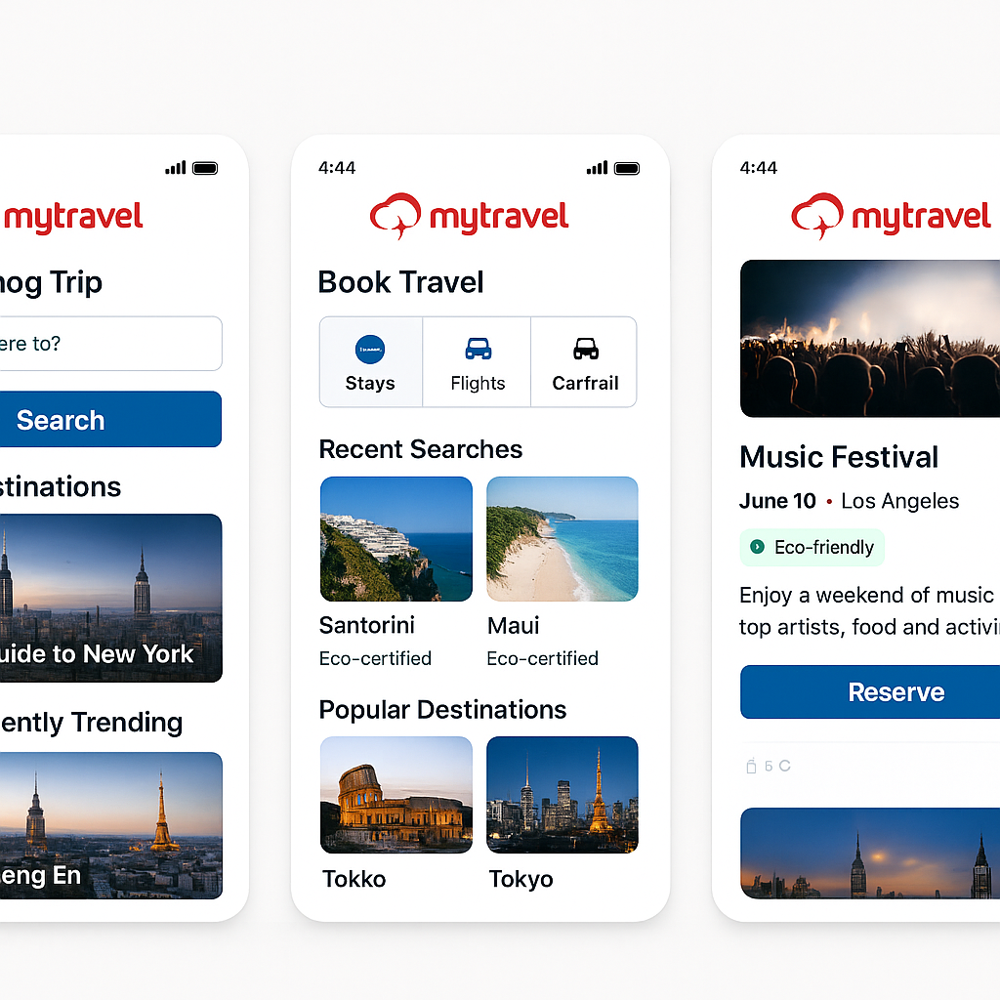 mytravel
nog Trip
ere to?
Search
stinations
uide to New York
ently Trending
eng En
4:44
mytravel
Book Travel
Stays
Flights
Carfrail
Recent Searches
Santorini
Maui
Eco-certified
Eco-certified
Popular Destinations
Tokko
Tokyo
4:44
mytravel
Music Festival
June 10 • Los Angeles
Eco-friendly
Enjoy a weekend of music
top artists, food and activi
Reserve